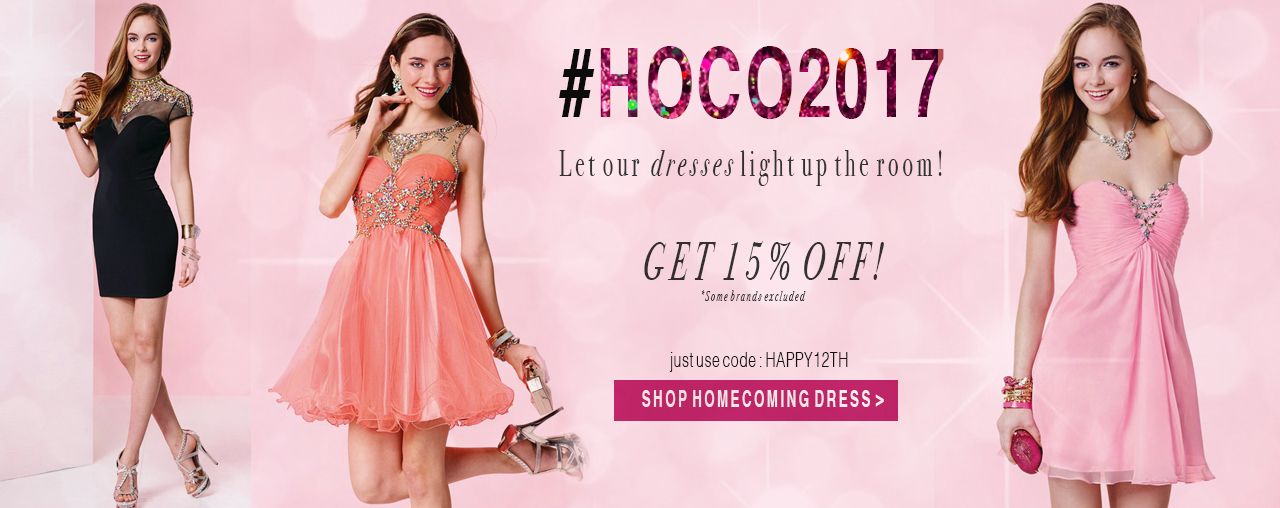 #HOCO2017
Let our dresses light up the room!
GET 15% OFF!
*Some brands excluded
just use code : HAPPY12TH
SHOP HOMECOMING DRESS >